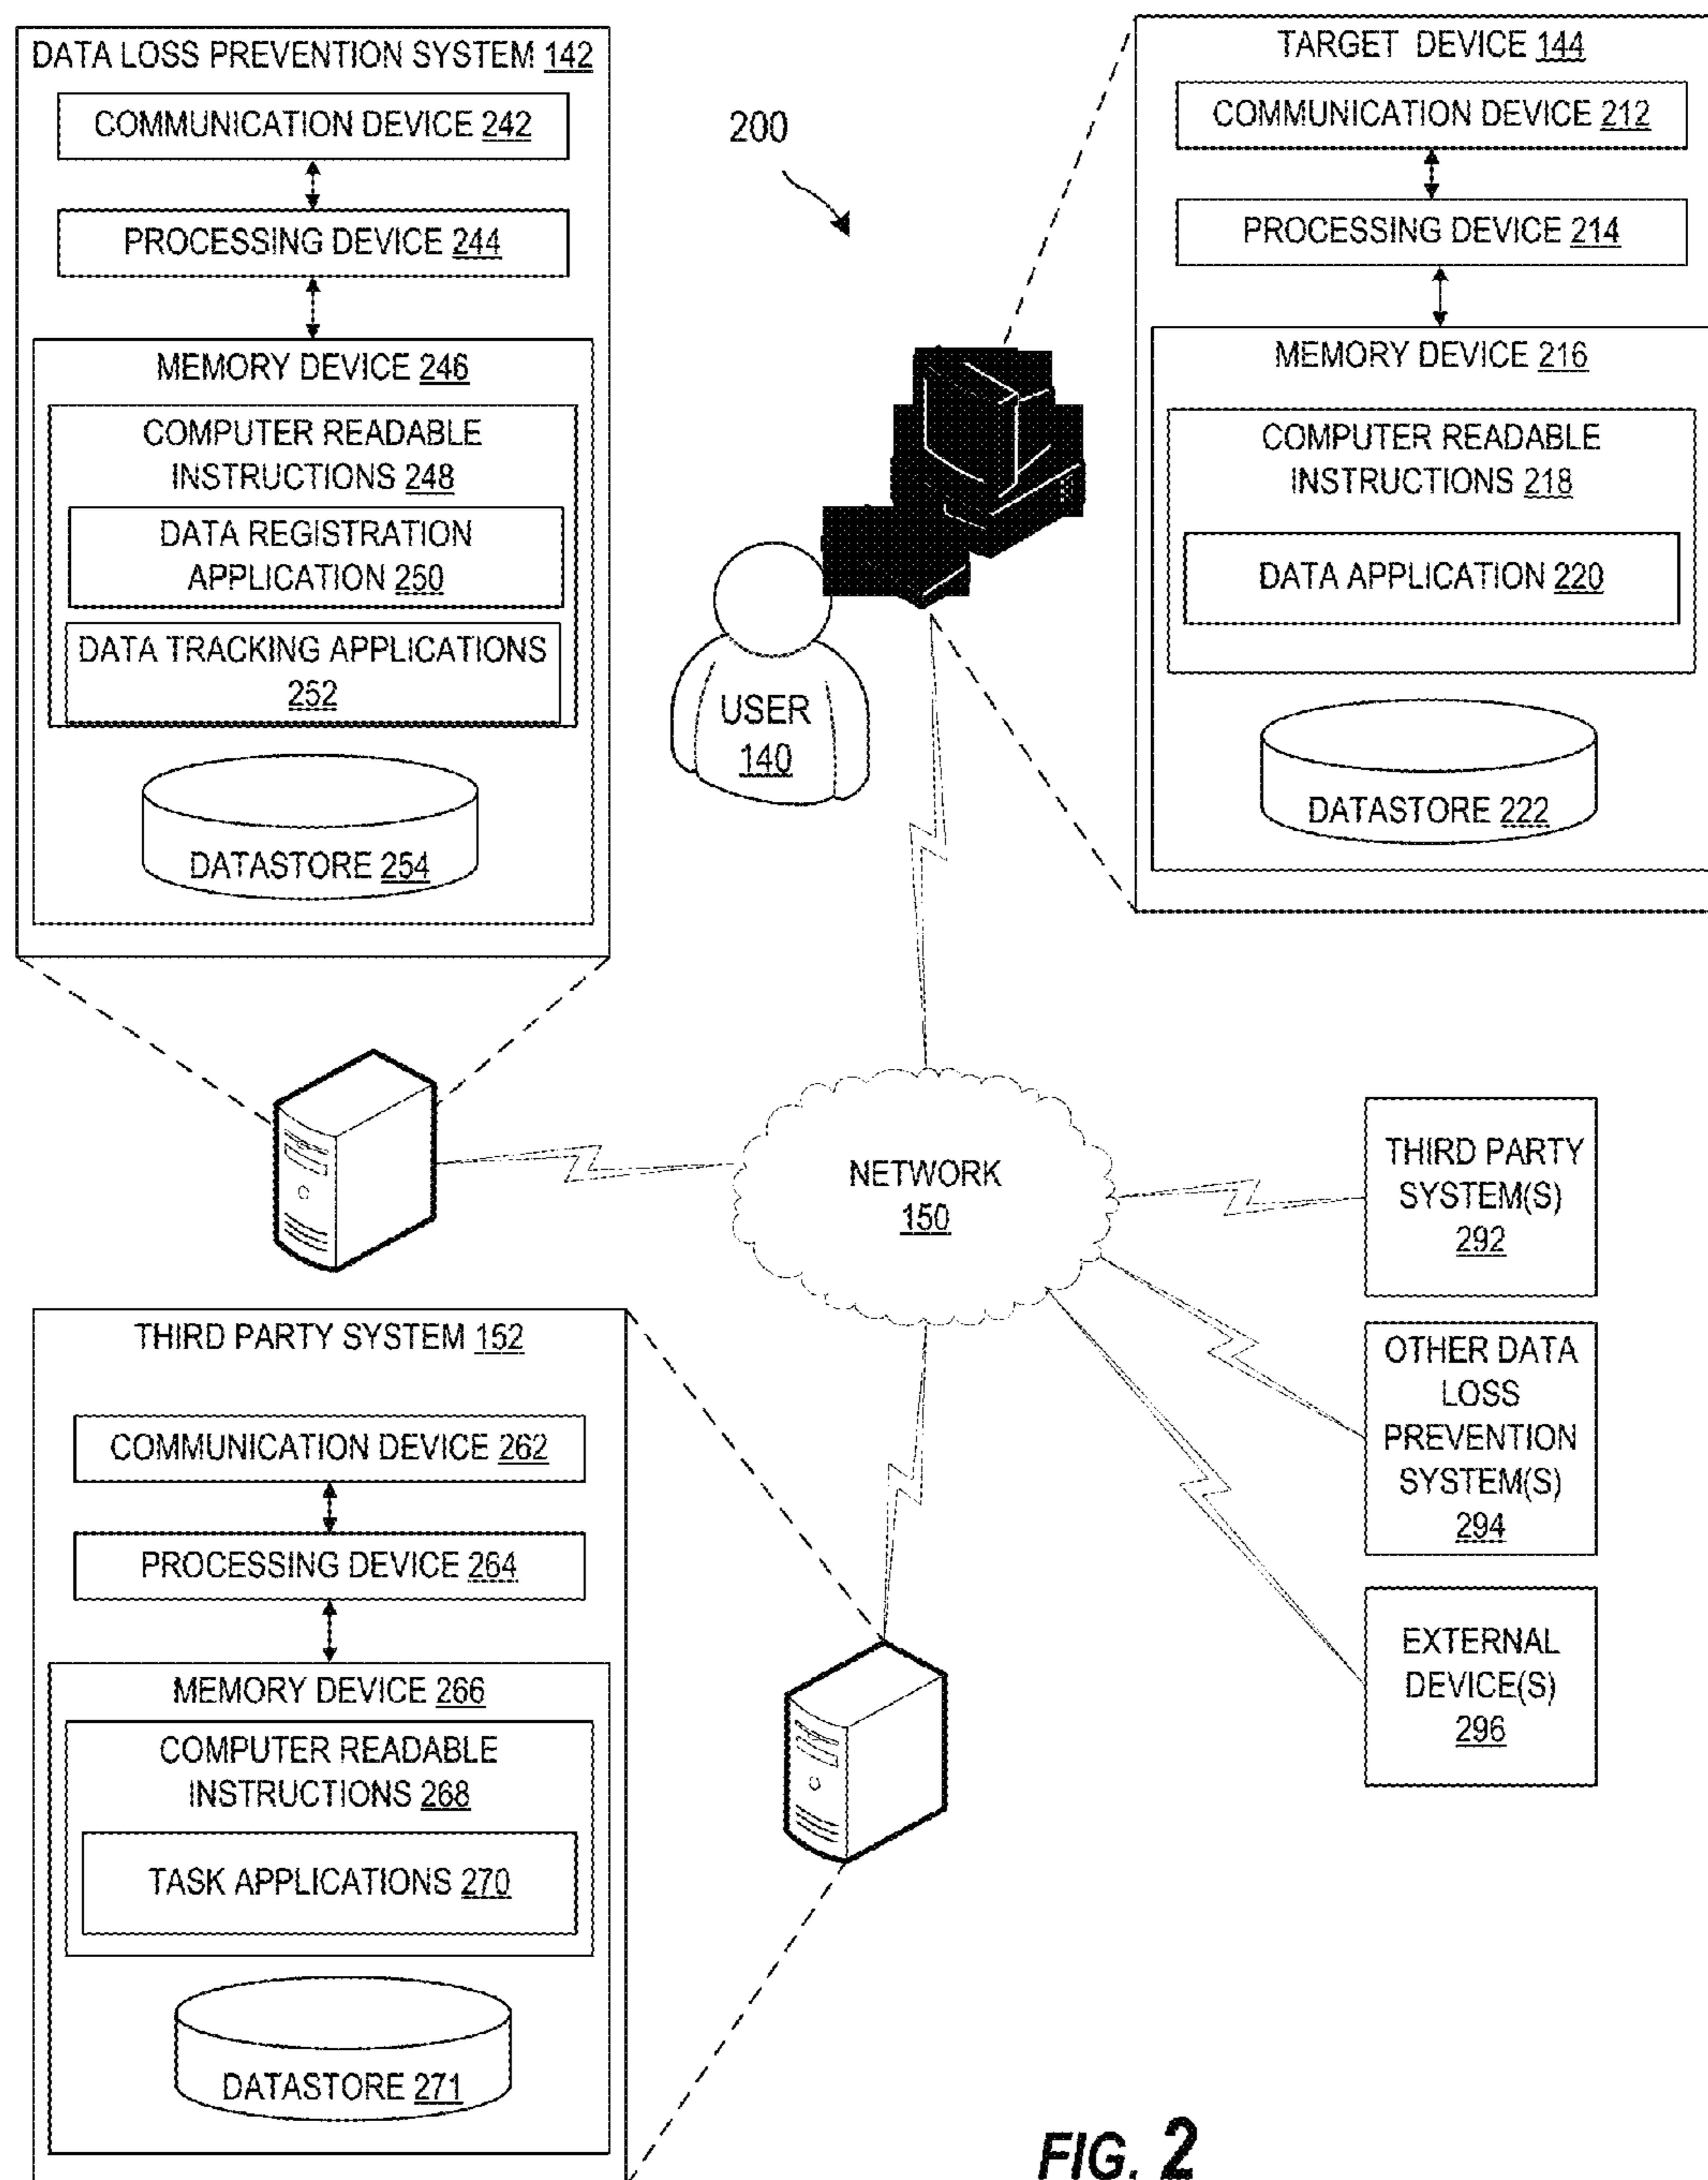 DATA LOSS PREVENTION SYSTEM 142
COMMUNICATION DEVICE 242
PROCESSING DEVICE 244
MEMORY DEVICE 246
COMPUTER READABLE
INSTRUCTIONS 248
DATA REGISTRATION
APPLICATION 250
DATA TRACKING APPLICATIONS
252
DATASTORE 254
200
USER
140
TARGET DEVICE 144
COMMUNICATION DEVICE 212
PROCESSING DEVICE 214
MEMORY DEVICE 216
COMPUTER READABLE
INSTRUCTIONS 218
DATA APPLICATION 220
DATASTORE 222
NETWORK
150
THIRD PARTY
SYSTEM(S)
292
OTHER DATA
LOSS
PREVENTION
SYSTEM(S)
294
EXTERNAL
DEVICE(S)
296
THIRD PARTY SYSTEM 152
COMMUNICATION DEVICE 262
PROCESSING DEVICE 264
MEMORY DEVICE 266
COMPUTER READABLE
INSTRUCTIONS 268
TASK APPLICATIONS 270
DATASTORE 271
FIG. 2